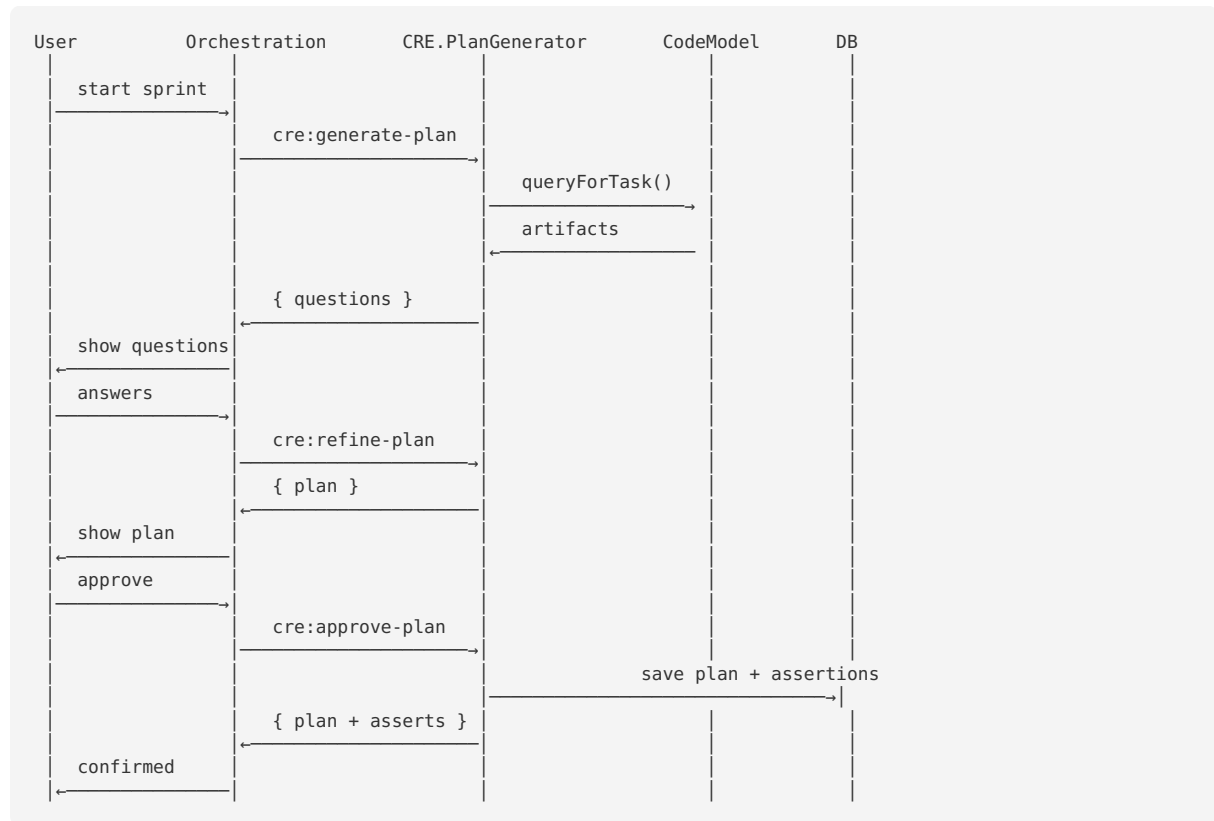 User Orchestration CRE.PlanGenerator CodeModel DB
start sprint
cre:generate-plan
queryForTask()
artifacts
{ questions }
show questions
answers
cre:refine-plan
{ plan }
show plan
approve
cre:approve-plan
save plan + assertions
{ plan + asserts }
confirmed